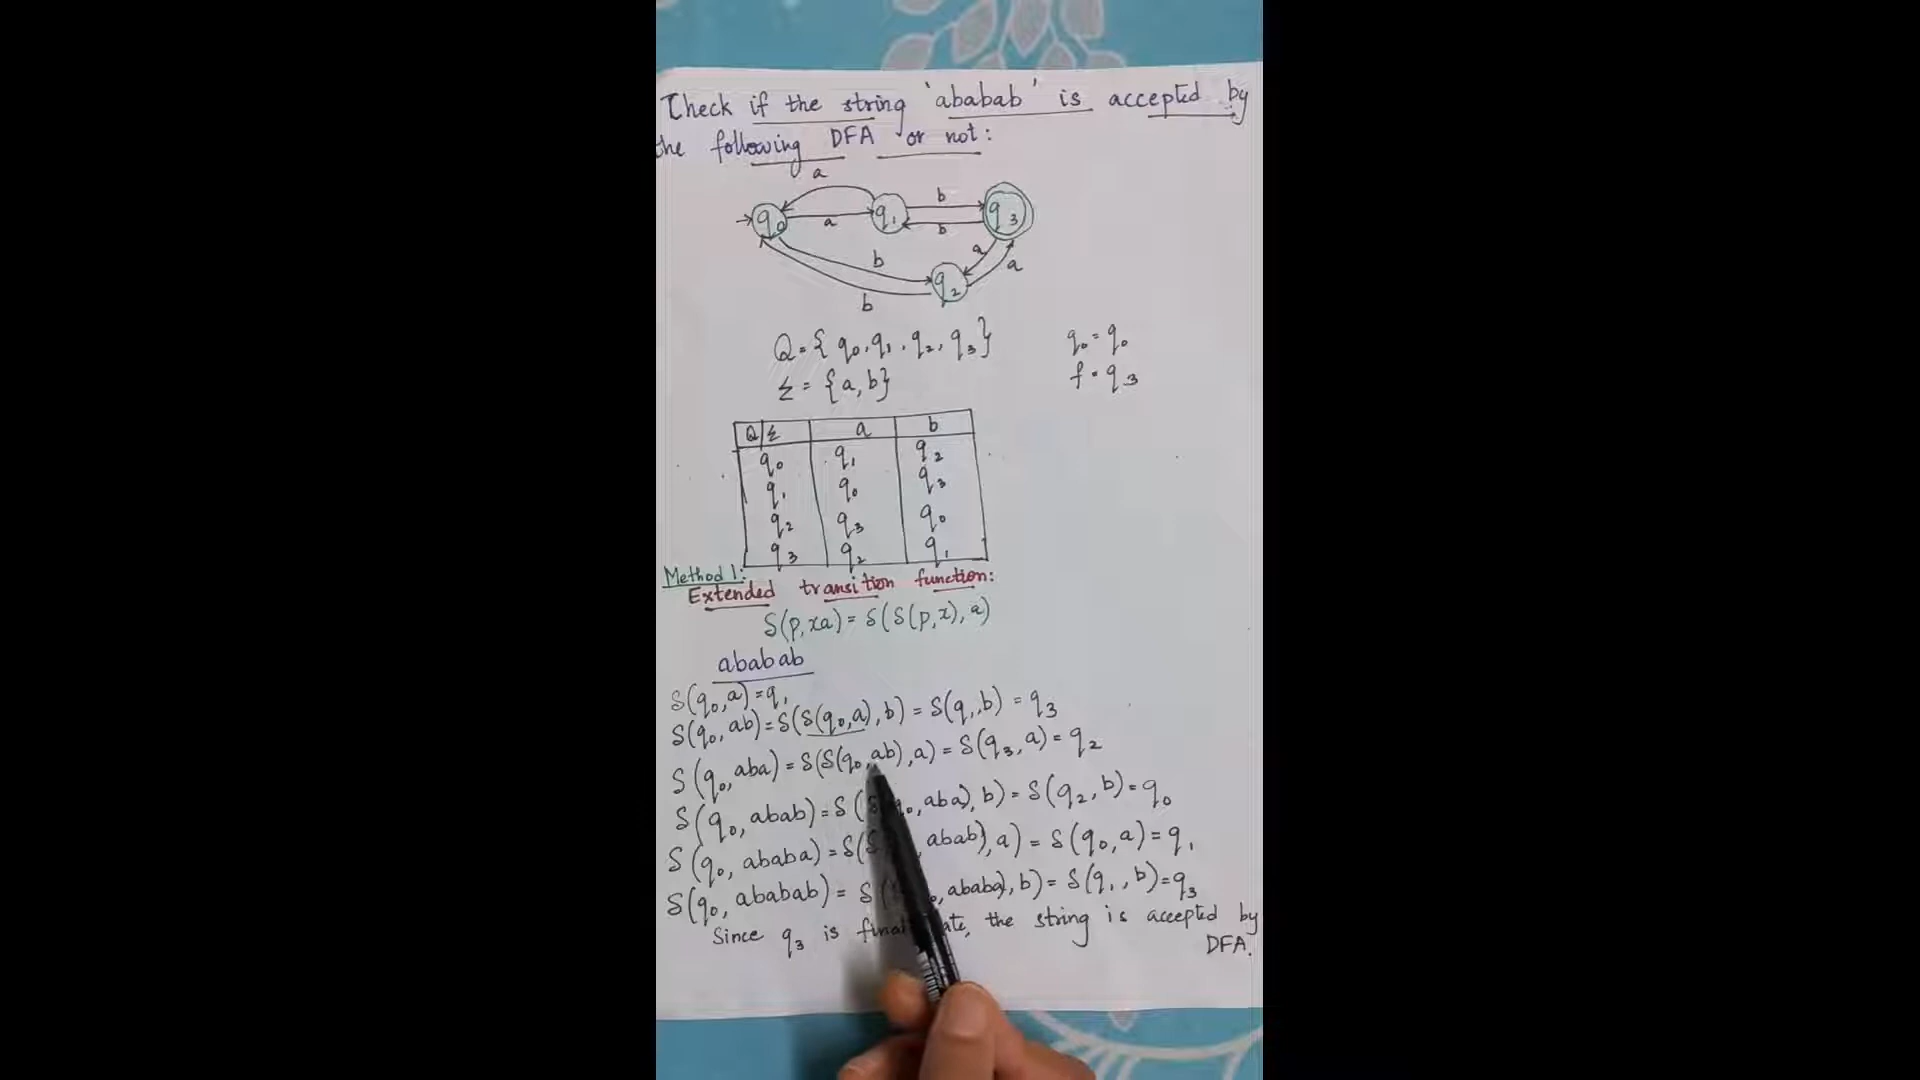 Check if the string 'ababab' is accepted by
the following DFA or not:
a
q₀ a q₁ b q₃
b
b a a
q₂
b
Q = { q₀, q₁, q₂, q₃ } q₀ = q₀
Σ = {a, b} f = q₃
Q|Σ a b
q₀ q₁ q₂
q₁ q₀ q₃
q₂ q₃ q₀
q₃ q₂ q₁
Method 1:
Extended transition function:
δ(p, xa) = δ(δ(p, x), a)
ababab
δ(q₀, a) = q₁
δ(q₀, ab) = δ(δ(q₀, a), b) = δ(q₁, b) = q₃
δ(q₀, aba) = δ(δ(q₀, ab), a) = δ(q₃, a) = q₂
δ(q₀, abab) = δ( q₀, aba), b) = δ(q₂, b) = q₀
δ(q₀, ababa) = δ(δ , abab), a) = δ(q₀, a) = q₁
δ(q₀, ababab) = δ( , ababa), b) = δ(q₁, b) = q₃
Since q₃ is final the string is accepted by
DFA.